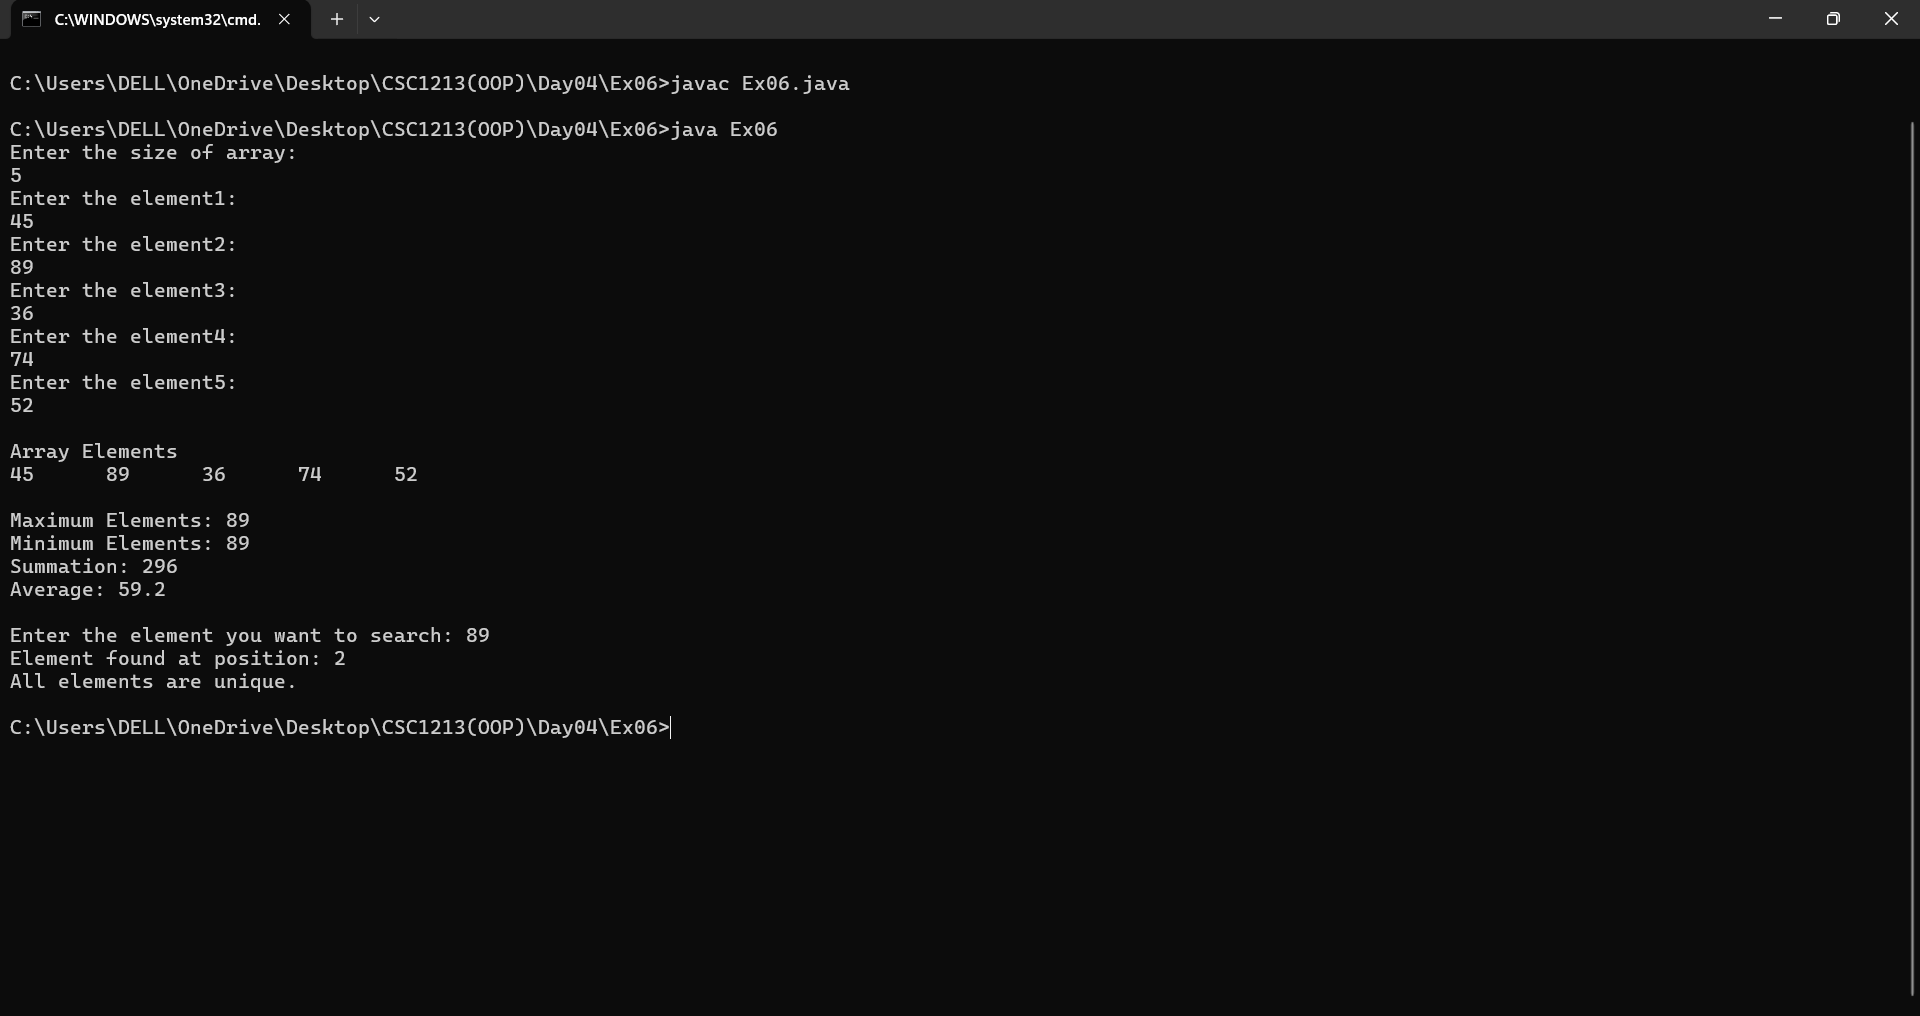 C:\WINDOWS\system32\cmd.
C:\Users\DELL\OneDrive\Desktop\CSC1213(OOP)\Day04\Ex06>javac Ex06.java
C:\Users\DELL\OneDrive\Desktop\CSC1213(OOP)\Day04\Ex06>java Ex06
Enter the size of array:
5
Enter the element1:
45
Enter the element2:
89
Enter the element3:
36
Enter the element4:
74
Enter the element5:
52
Array Elements
45 89 36 74 52
Maximum Elements: 89
Minimum Elements: 89
Summation: 296
Average: 59.2
Enter the element you want to search: 89
Element found at position: 2
All elements are unique.
C:\Users\DELL\OneDrive\Desktop\CSC1213(OOP)\Day04\Ex06>